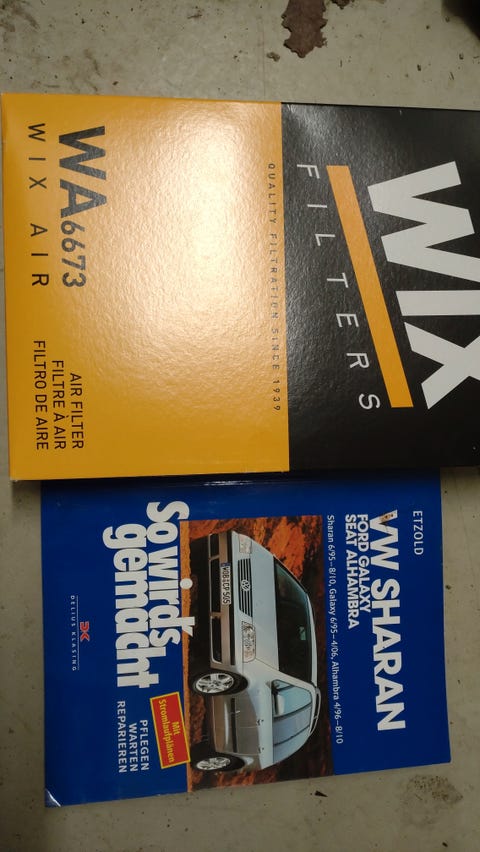 WIX
FILTERS
QUALITY FILTRATION SINCE 1939
WA6673
WIX AIR
AIR FILTER
FILTRE À AIR
FILTRO DE AIRE
ETZOLD
VW SHARAN
FORD GALAXY
SEAT ALHAMBRA
Sharan 6/95–8/10, Galaxy 6/95–4/06, Alhambra 4/96–8/10
So wird's
gemacht
Mit
Stromlaufplänen
PFLEGEN
WARTEN
REPARIEREN
DK
DELIUS KLASING